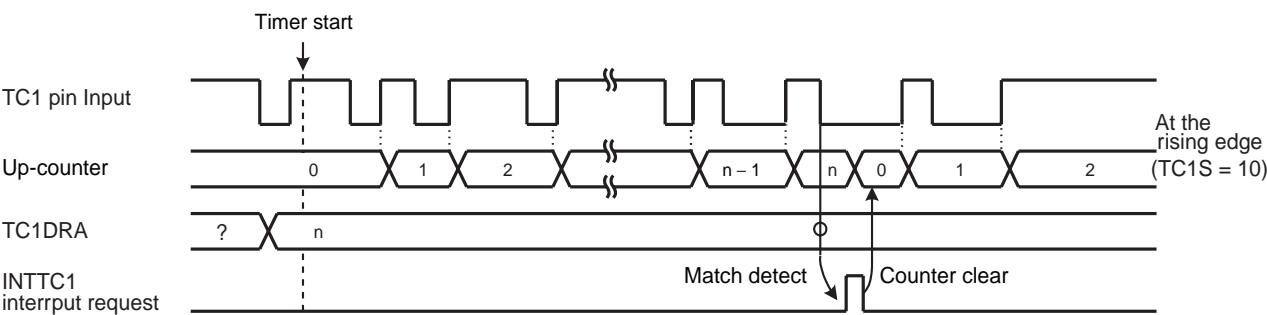 Timer start
TC1 pin Input
At the
rising edge
(TC1S = 10)
Up-counter
0
1
2
n – 1
n
0
1
2
TC1DRA
?
n
INTTC1
interrput request
Match detect
Counter clear